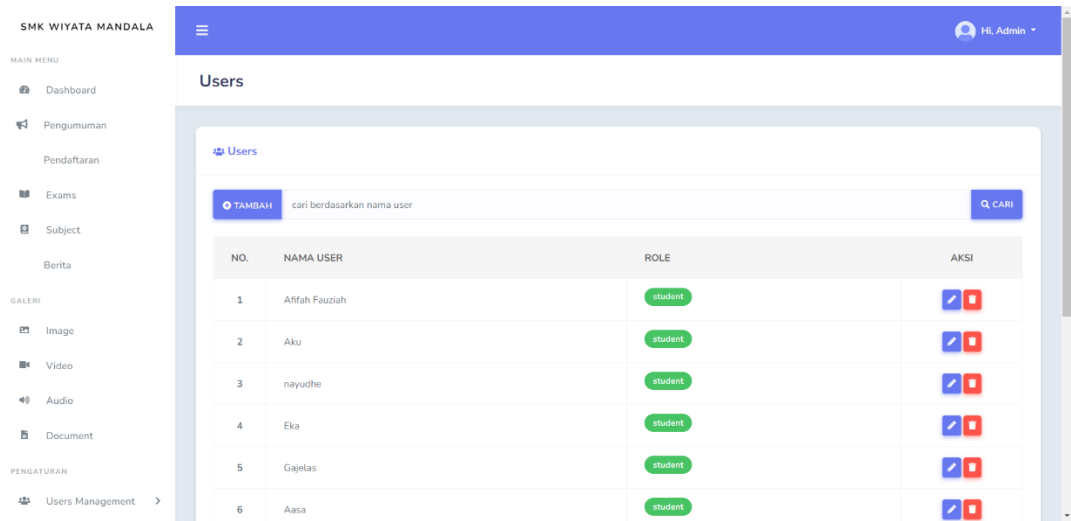 SMK WIYATA MANDALA
MAIN MENU
Dashboard
Pengumuman
Pendaftaran
Exams
Subject
Berita
GALERI
Image
Video
Audio
Document
PENGATURAN
Users Management
Hi, Admin
Users
Users
TAMBAH cari berdasarkan nama user CARI
NO. NAMA USER ROLE AKSI
1 Afifah Fauziah student
2 Aku student
3 nayudhe student
4 Eka student
5 Gajelas student
6 Aasa student